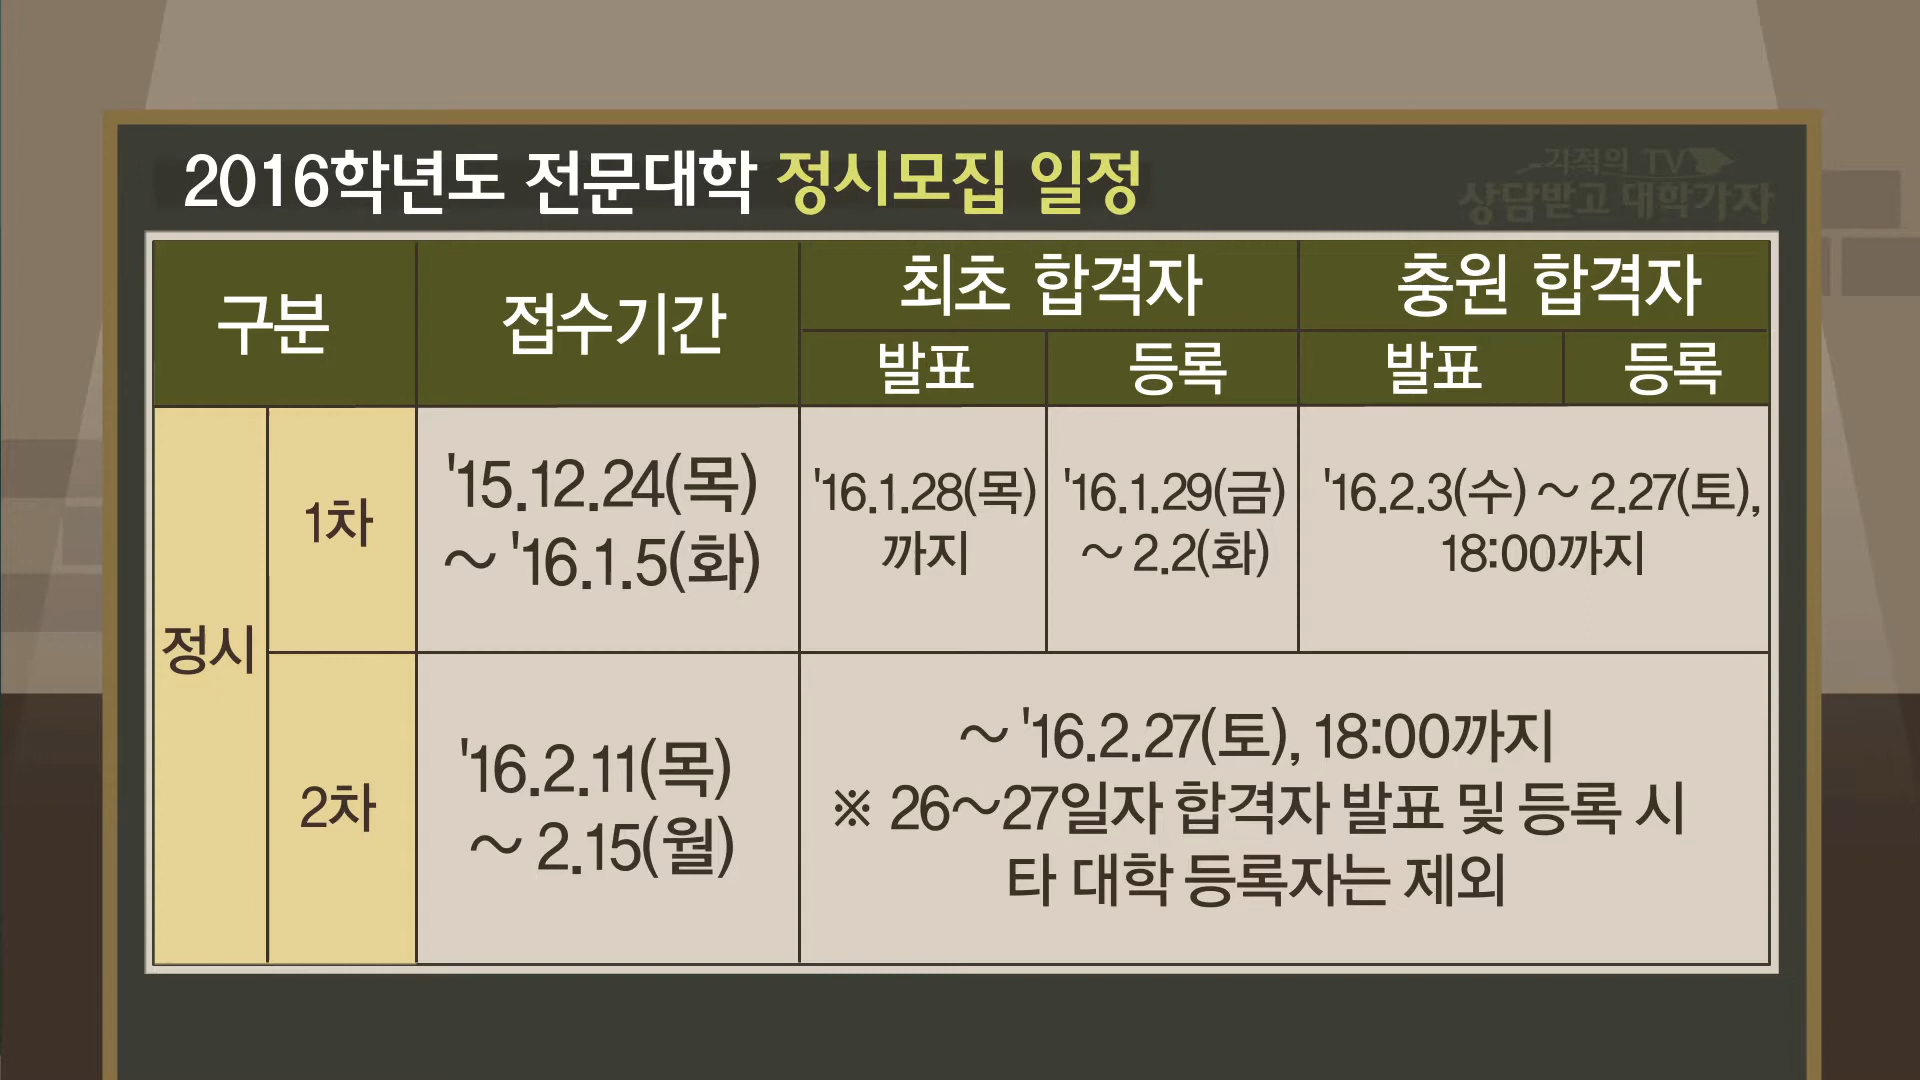 2016학년도 전문대학 정시모집 일정
기적의 TV
상담받고 대학가자
구분
접수기간
최초 합격자
충원 합격자
발표
등록
발표
등록
정시
1차
'15.12.24(목)
~ '16.1.5(화)
'16.1.28(목)
까지
'16.1.29(금)
~ 2.2(화)
'16.2.3(수) ~ 2.27(토),
18:00까지
2차
'16.2.11(목)
~ 2.15(월)
~ '16.2.27(토), 18:00까지
※ 26~27일자 합격자 발표 및 등록 시
타 대학 등록자는 제외